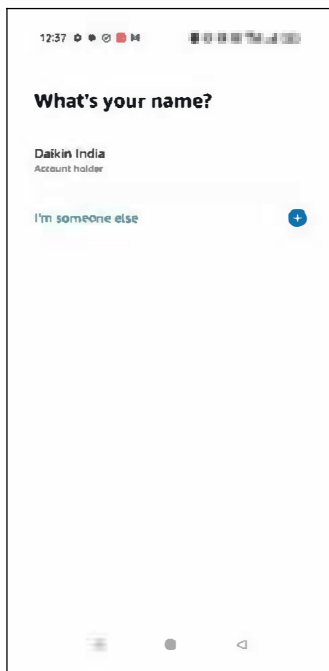 12:37
What's your name?
Daikin India
Account holder
I'm someone else